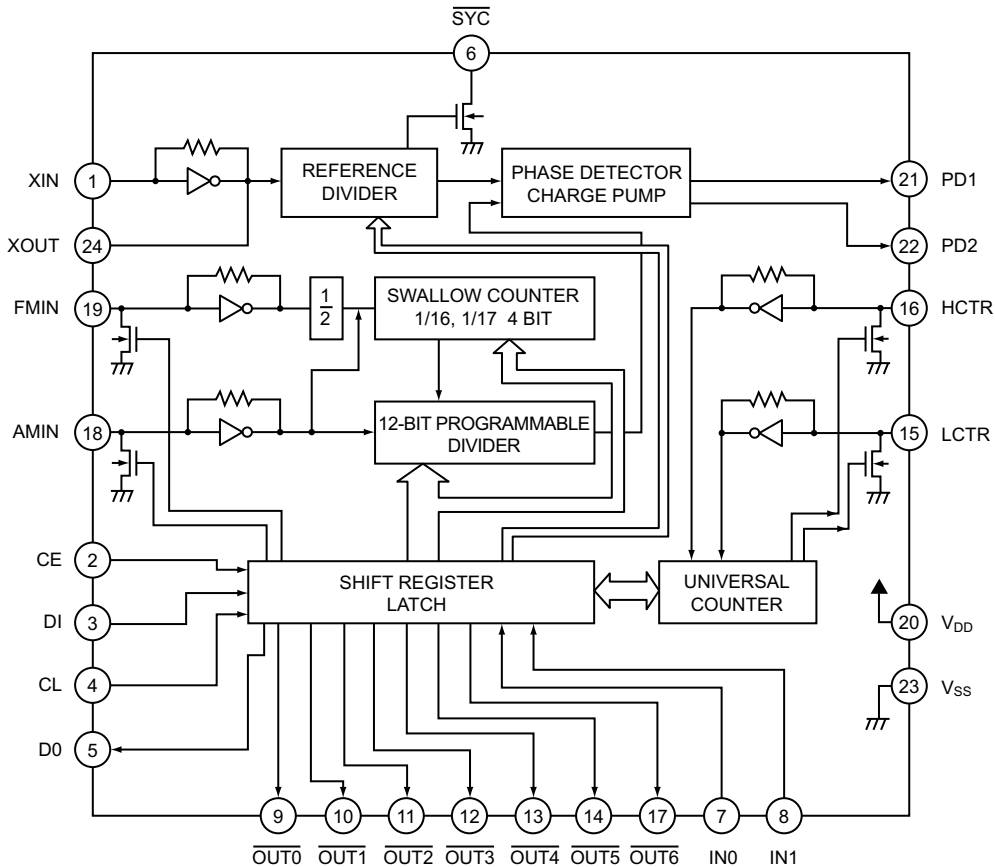 SYC
6
XIN
1
REFERENCE
DIVIDER
PHASE DETECTOR
CHARGE PUMP
21
PD1
XOUT
24
22
PD2
FMIN
19
1
2
SWALLOW COUNTER
1/16, 1/17 4 BIT
16
HCTR
AMIN
18
12-BIT PROGRAMMABLE
DIVIDER
15
LCTR
CE
2
SHIFT REGISTER
LATCH
UNIVERSAL
COUNTER
DI
3
20
VDD
CL
4
23
VSS
D0
5
9
10
11
12
13
14
17
7
8
OUT0
OUT1
OUT2
OUT3
OUT4
OUT5
OUT6
IN0
IN1